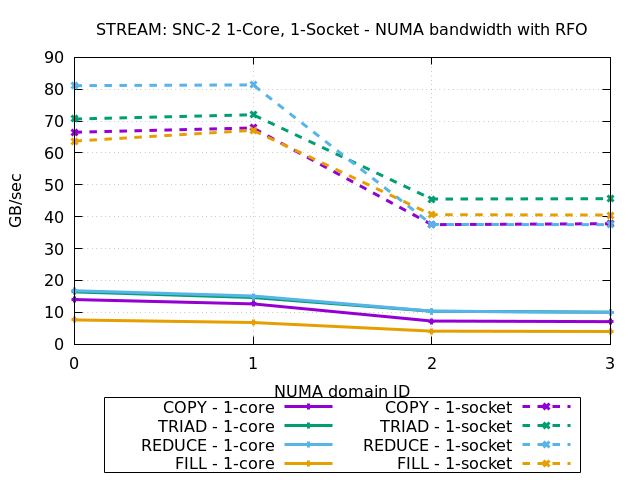 STREAM: SNC-2 1-Core, 1-Socket - NUMA bandwidth with RFO
90
80
70
60
50
40
30
20
10
0
GB/sec
0 1 2 3
NUMA domain ID
COPY - 1-core COPY - 1-socket
TRIAD - 1-core TRIAD - 1-socket
REDUCE - 1-core REDUCE - 1-socket
FILL - 1-core FILL - 1-socket